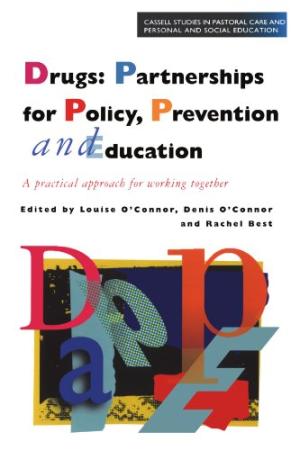 CASSELL STUDIES IN PASTORAL CARE AND
PERSONAL AND SOCIAL EDUCATION
Drugs: Partnerships
for Policy, Prevention
and Education
A practical approach for working together
Edited by Louise O'Connor, Denis O'Connor
and Rachel Best
D a P p E